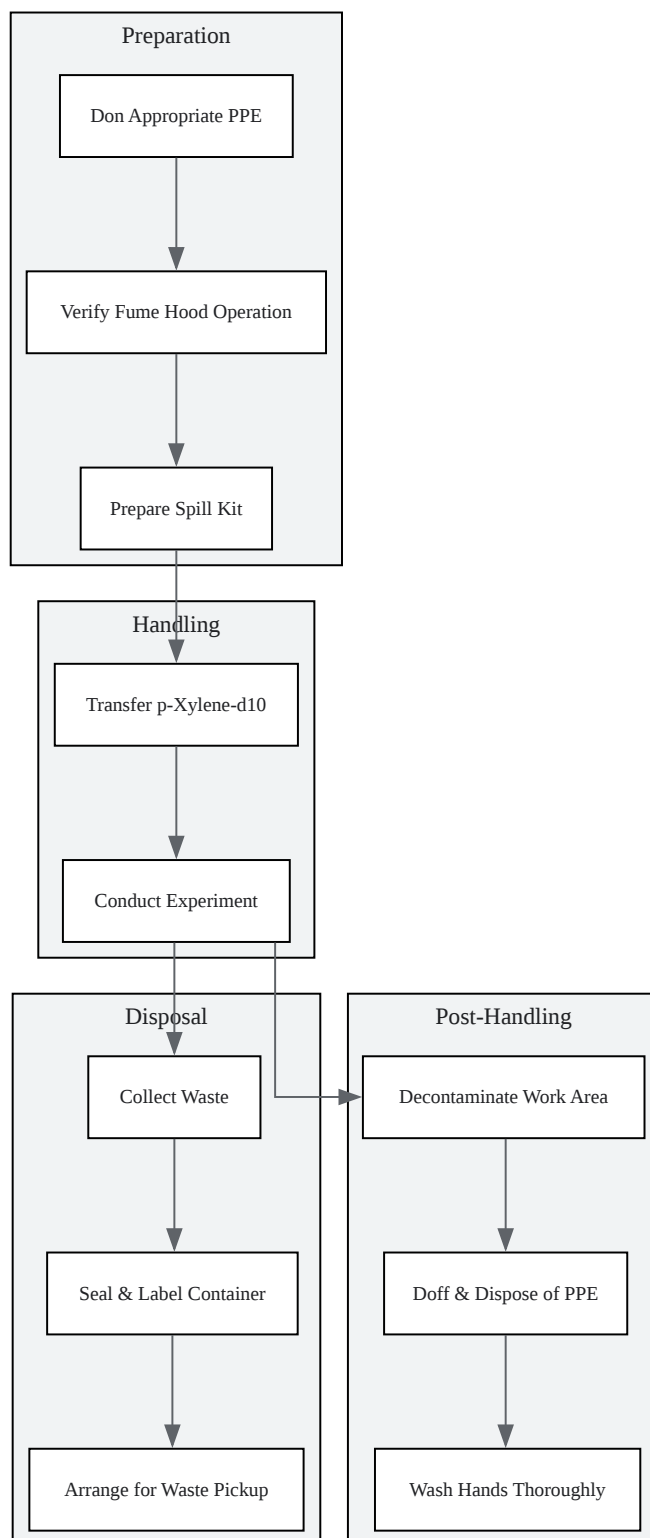 Preparation
Don Appropriate PPE
Verify Fume Hood Operation
Prepare Spill Kit
Handling
Transfer p-Xylene-d10
Conduct Experiment
Disposal
Collect Waste
Seal & Label Container
Arrange for Waste Pickup
Post-Handling
Decontaminate Work Area
Doff & Dispose of PPE
Wash Hands Thoroughly